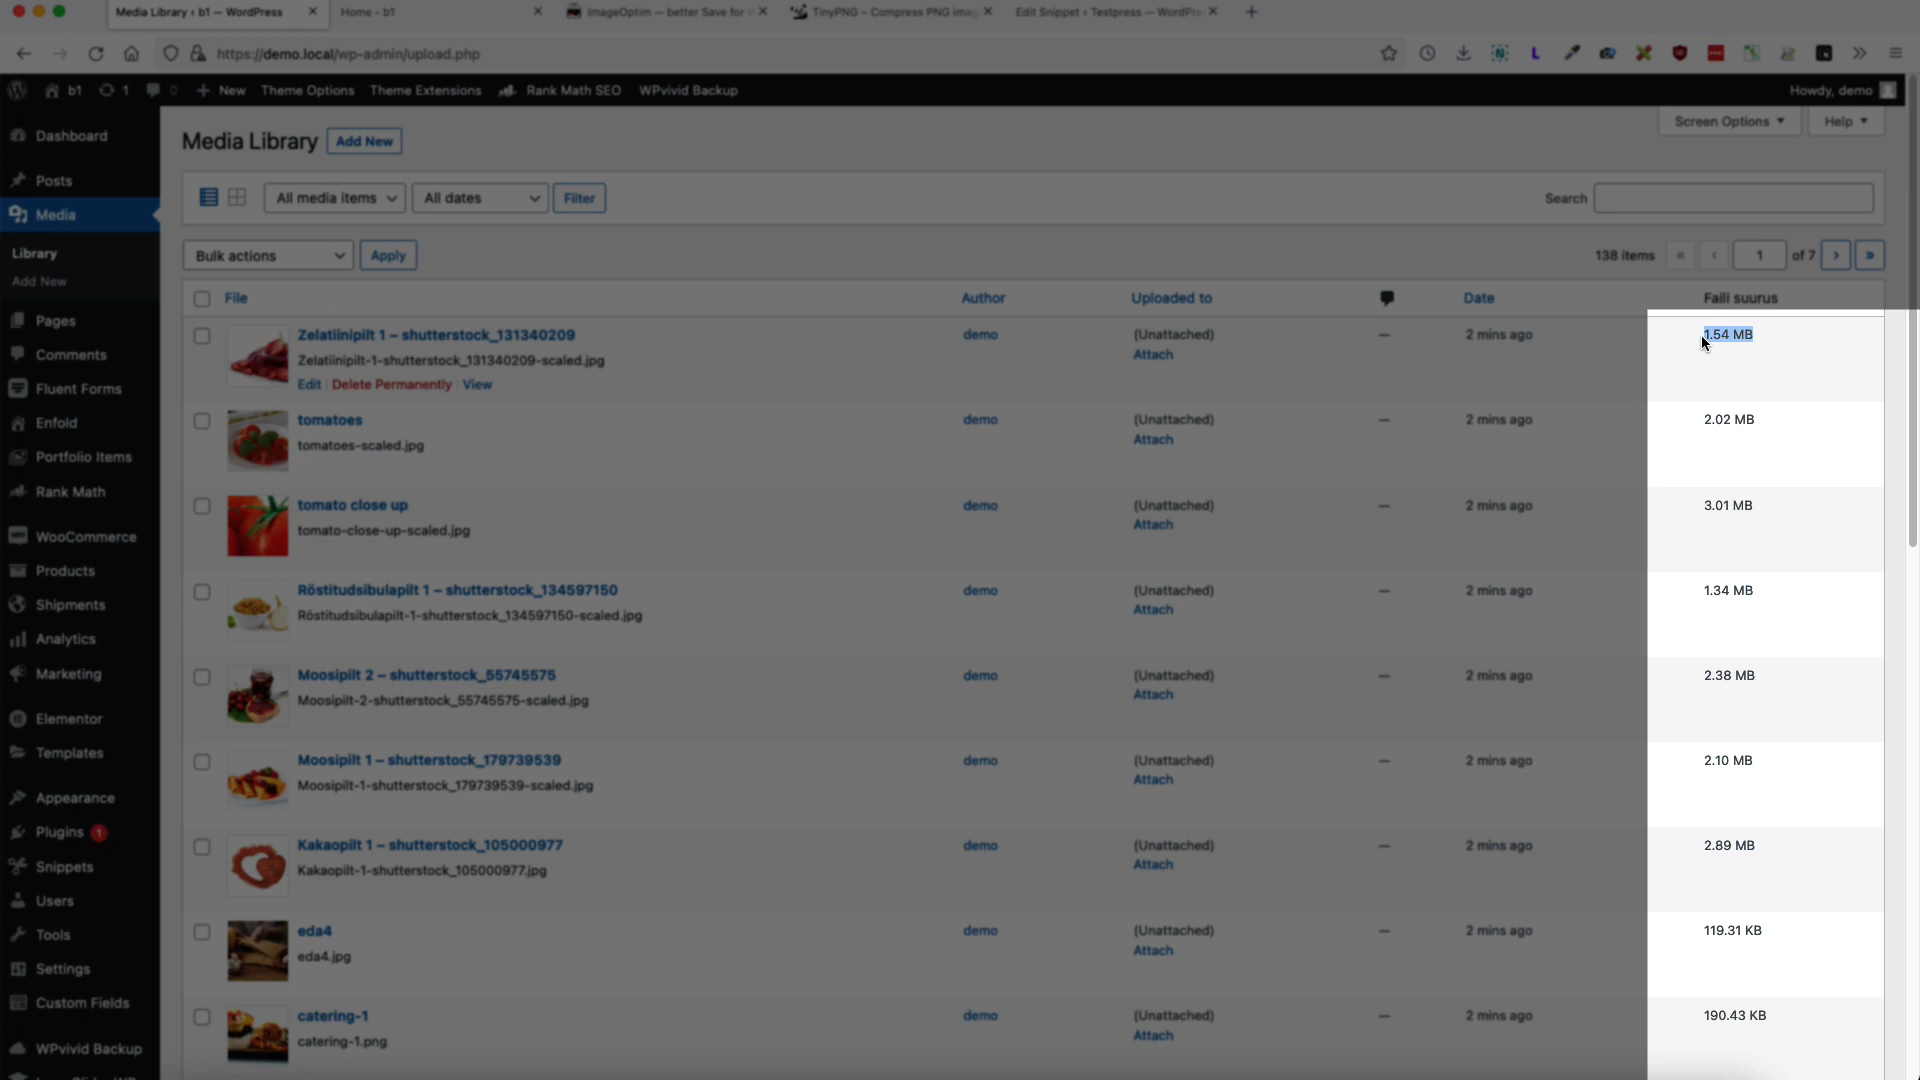 Media Library ‹ b1 — WordPress
Home - b1
ImageOptim — better Save for
TinyPNG – Compress PNG imag
Edit Snippet ‹ Testpress — WordPre
https://demo.local/wp-admin/upload.php
b1 1 0 New Theme Options Theme Extensions Rank Math SEO WPvivid Backup
Howdy, demo
Dashboard
Posts
Media
Library
Add New
Pages
Comments
Fluent Forms
Enfold
Portfolio Items
Rank Math
WooCommerce
Products
Shipments
Analytics
Marketing
Elementor
Templates
Appearance
Plugins 1
Snippets
Users
Tools
Settings
Custom Fields
WPvivid Backup
Media Library Add New
Screen Options Help
All media items All dates Filter
Search
Bulk actions Apply
138 items « ‹ 1 of 7 › »
File Author Uploaded to Date Faili suurus
Zelatiinipilt 1 – shutterstock_131340209 demo (Unattached) — 2 mins ago 1.54 MB
Zelatiinipilt-1-shutterstock_131340209-scaled.jpg Attach
Edit | Delete Permanently | View
tomatoes demo (Unattached) — 2 mins ago 2.02 MB
tomatoes-scaled.jpg Attach
tomato close up demo (Unattached) — 2 mins ago 3.01 MB
tomato-close-up-scaled.jpg Attach
Röstitudsibulapilt 1 – shutterstock_134597150 demo (Unattached) — 2 mins ago 1.34 MB
Röstitudsibulapilt-1-shutterstock_134597150-scaled.jpg Attach
Moosipilt 2 – shutterstock_55745575 demo (Unattached) — 2 mins ago 2.38 MB
Moosipilt-2-shutterstock_55745575-scaled.jpg Attach
Moosipilt 1 – shutterstock_179739539 demo (Unattached) — 2 mins ago 2.10 MB
Moosipilt-1-shutterstock_179739539-scaled.jpg Attach
Kakaopilt 1 – shutterstock_105000977 demo (Unattached) — 2 mins ago 2.89 MB
Kakaopilt-1-shutterstock_105000977.jpg Attach
eda4 demo (Unattached) — 2 mins ago 119.31 KB
eda4.jpg Attach
catering-1 demo (Unattached) — 2 mins ago 190.43 KB
catering-1.png Attach